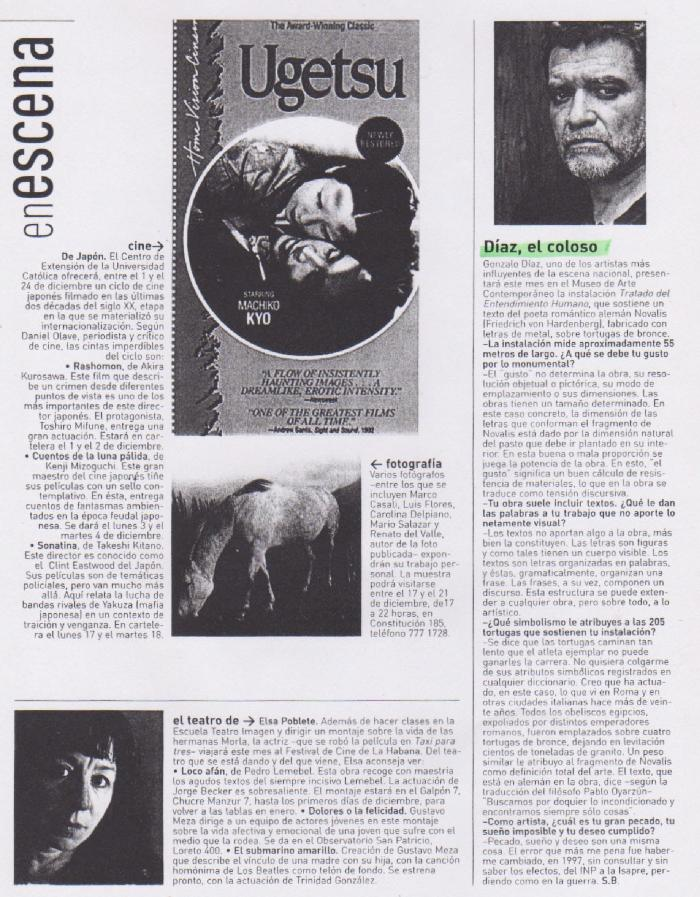 enescena
cine→
De Japón. El Centro de
Extensión de la Universidad
Católica ofrecerá, entre el 1 y el
24 de diciembre un ciclo de cine
japonés filmado en las últimas
dos décadas del siglo XX, etapa
en la que se materializó su
internacionalización. Según
Daniel Olave, periodista y crítico
de cine, las cintas imperdibles
del ciclo son:
• Rashomon, de Akira
Kurosawa. Este film que descri-
be un crimen desde diferentes
puntos de vista es uno de los
más importantes de este direc-
tor japonés. El protagonista,
Toshiro Mifune, entrega una
gran actuación. Estará en car-
telera el 1 y el 2 de diciembre.
• Cuentos de la luna pálida, de
Kenji Mizoguchi. Este gran
maestro del cine japonés tiñe
sus películas con un sello con-
templativo. En ésta, entrega
cuentos de fantasmas ambien-
tados en la época feudal japo-
nesa. Se dará el lunes 3 y el
martes 4 de diciembre.
• Sonatina, de Takeshi Kitano.
Este director es conocido como
el Clint Eastwood del Japón.
Sus películas son de temáticas
policiales, pero van mucho más
allá. Aquí relata la lucha de
bandas rivales de Yakuza (mafia
japonesa) en un contexto de
traición y venganza. En cartele-
ra el lunes 17 y el martes 18.
Home Vision Cinema
The Award-Winning Classic
Ugetsu
NEWLY
RESTORED
STARRING
MACHIKO
KYO
"A FLOW OF INSISTENTLY
HAUNTING IMAGES . . . A
DREAMLIKE, EROTIC INTENSITY."
—Newsweek
"ONE OF THE GREATEST FILMS
OF ALL TIME."
—Andrew Sarris, Sight and Sound, 1992
← fotografía
Varios fotógrafos
–entre los que se
incluyen Marco
Casali, Luis Flores,
Carolina Delpiano,
Mario Salazar y
Renato del Valle,
autor de la foto
publicada– expon-
drán su trabajo per-
sonal. La muestra
podrá visitarse
entre el 17 y el 21
de diciembre, de17
a 22 horas, en
Constitución 185,
teléfono 777 1728.
el teatro de → Elsa Poblete. Además de hacer clases en la
Escuela Teatro Imagen y dirigir un montaje sobre la vida de las
hermanas Morla, la actriz –que se robó la película en Taxi para
tres– viajará este mes al Festival de Cine de La Habana. Del tea-
tro que se está dando y del que viene, Elsa aconseja ver:
• Loco afán, de Pedro Lemebel. Esta obra recoge con maestría
los agudos textos del siempre incisivo Lemebel. La actuación de
Jorge Becker es sobresaliente. El montaje estará en el Galpón 7,
Chucre Manzur 7, hasta los primeros días de diciembre, para
volver a las tablas en enero. • Dolores o la felicidad. Gustavo
Meza dirige a un equipo de actores jóvenes en este montaje
sobre la vida afectiva y emocional de una joven que sufre con el
medio que la rodea. Se da en el Observatorio San Patricio,
Loreto 400. • El submarino amarillo. Creación de Gustavo Meza
que describe el vínculo de una madre con su hija, con la canción
homónima de Los Beatles como telón de fondo. Se estrena
pronto, con la actuación de Trinidad González.
Díaz, el coloso
Gonzalo Díaz, uno de los artistas más
influyentes de la escena nacional, presen-
tará este mes en el Museo de Arte
Contemporáneo la instalación Tratado del
Entendimiento Humano, que sostiene un
texto del poeta romántico alemán Novalis
(Friedrich von Hardenberg), fabricado con
letras de metal, sobre tortugas de bronce.
–La instalación mide aproximadamente 55
metros de largo. ¿A qué se debe tu gusto
por lo monumental?
–El "gusto" no determina la obra, su reso-
lución objetual o pictórica, su modo de
emplazamiento o sus dimensiones. Las
obras tienen un tamaño determinado. En
este caso concreto, la dimensión de las
letras que conforman el fragmento de
Novalis está dado por la dimensión natural
del pasto que debe ir plantado en su inte-
rior. En esta buena o mala proporción se
juega la potencia de la obra. En esto, "el
gusto" significa un buen cálculo de resis-
tencia de materiales, lo que en la obra se
traduce como tensión discursiva.
–Tu obra suele incluir textos. ¿Qué le dan
las palabras a tu trabajo que no aporte lo
netamente visual?
–Los textos no aportan algo a la obra, más
bien la constituyen. Las letras son figuras
y como tales tienen un cuerpo visible. Los
textos son letras organizadas en palabras,
y éstas, gramaticalmente, organizan una
frase. Las frases, a su vez, componen un
discurso. Esta estructura se puede exten-
der a cualquier obra, pero sobre todo, a lo
artístico.
–¿Qué simbolismo le atribuyes a las 205
tortugas que sostienen tu instalación?
–Se dice que las tortugas caminan tan
lento que el atleta ejemplar no puede
ganarles la carrera. No quisiera colgarme
de sus atributos simbólicos registrados en
cualquier diccionario. Creo que ha actua-
do, en este caso, lo que vi en Roma y en
otras ciudades italianas hace más de vein-
te años. Todos los obeliscos egipcios,
expoliados por distintos emperadores
romanos, fueron emplazados sobre cuatro
tortugas de bronce, dejando en levitación
cientos de toneladas de granito. Un peso
similar le atribuyo al fragmento de Novalis
como definición total del arte. El texto, que
está en alemán en la obra, dice –según la
traducción del filósofo Pablo Oyarzún–
"Buscamos por doquier lo incondicionado y
encontramos siempre sólo cosas".
–Como artista, ¿cuál es tu gran pecado, tu
sueño imposible y tu deseo cumplido?
–Pecado, sueño y deseo son una misma
cosa. El error que más me pena fue haber-
me cambiado, en 1997, sin consultar y sin
saber los efectos, del INP a la Isapre, per-
diendo como en la guerra. S.B.